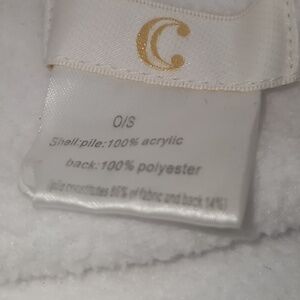 C
O/S
Shell:pile:100% acrylic
back:100% polyester
(pile constitutes 86% of fabric and back 14%)